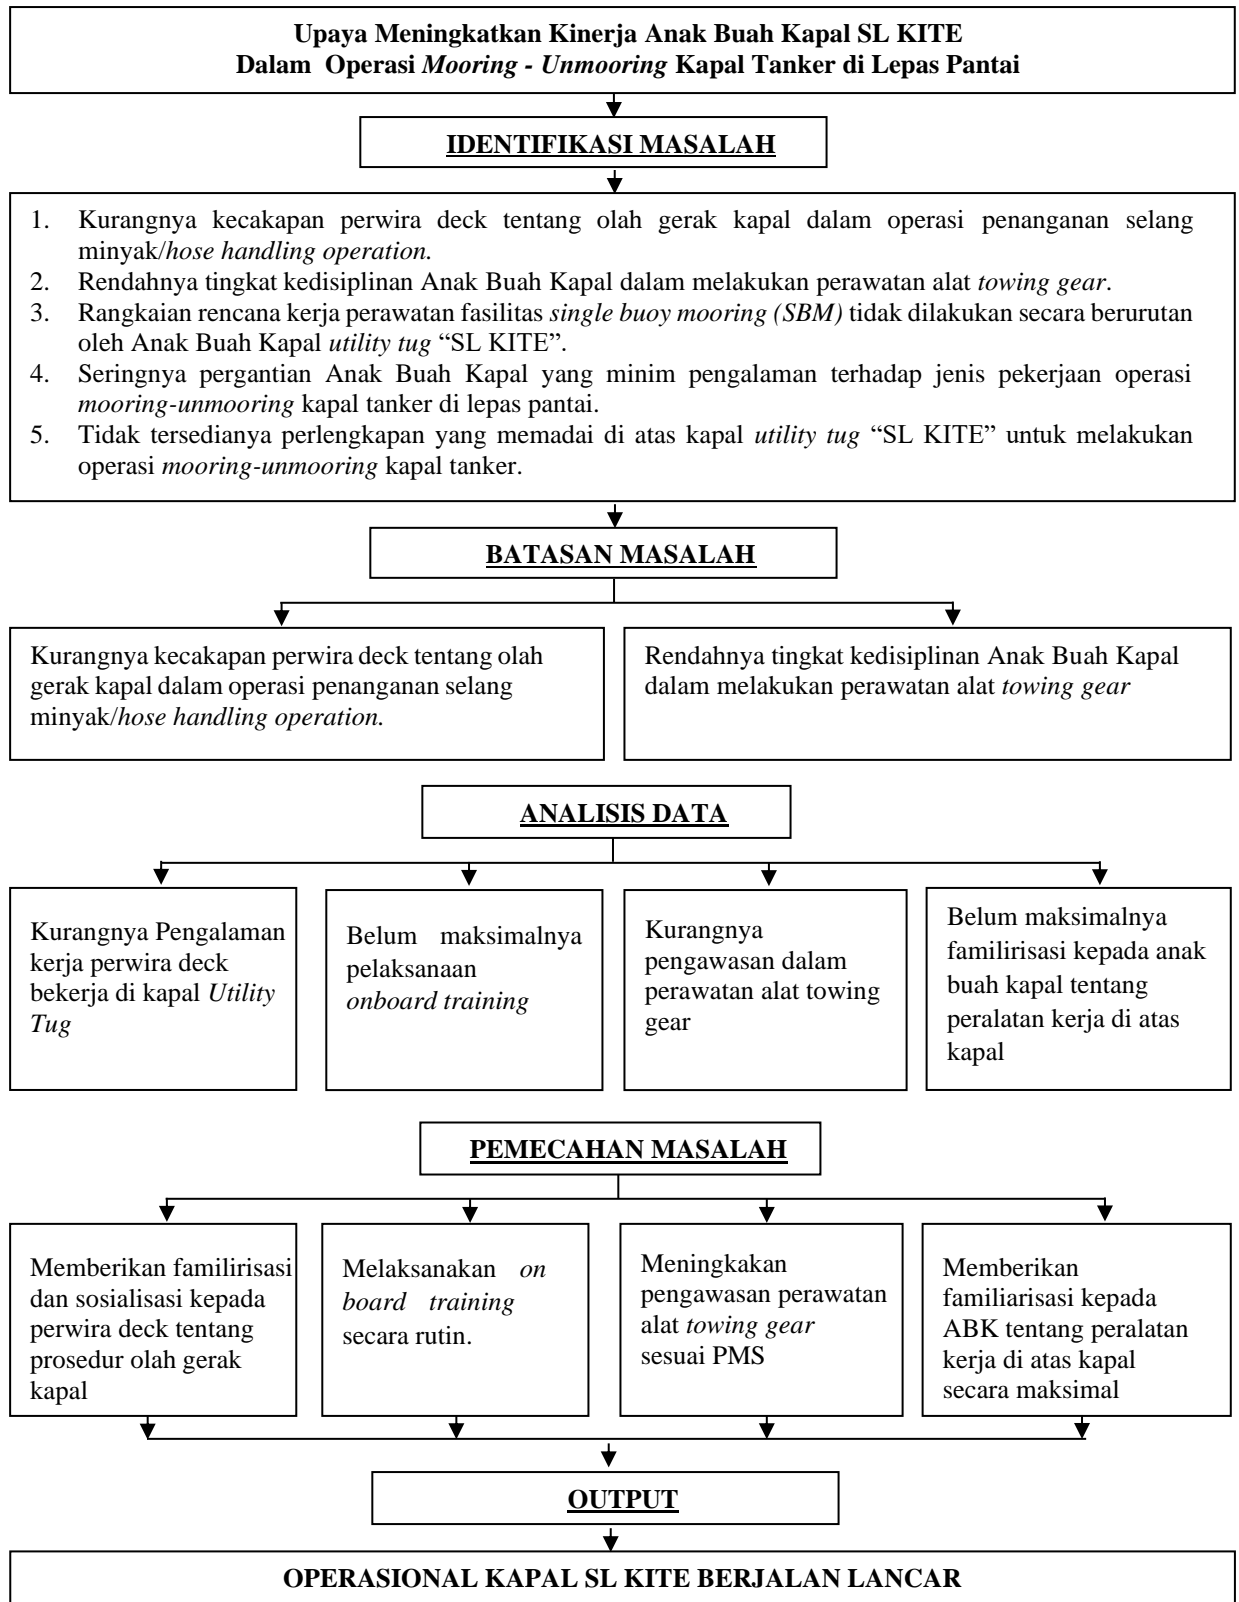 Upaya Meningkatkan Kinerja Anak Buah Kapal SL KITE
Dalam Operasi Mooring - Unmooring Kapal Tanker di Lepas Pantai
IDENTIFIKASI MASALAH
1. Kurangnya kecakapan perwira deck tentang olah gerak kapal dalam operasi penanganan selang
minyak/hose handling operation.
2. Rendahnya tingkat kedisiplinan Anak Buah Kapal dalam melakukan perawatan alat towing gear.
3. Rangkaian rencana kerja perawatan fasilitas single buoy mooring (SBM) tidak dilakukan secara berurutan
oleh Anak Buah Kapal utility tug “SL KITE”.
4. Seringnya pergantian Anak Buah Kapal yang minim pengalaman terhadap jenis pekerjaan operasi
mooring-unmooring kapal tanker di lepas pantai.
5. Tidak tersedianya perlengkapan yang memadai di atas kapal utility tug “SL KITE” untuk melakukan
operasi mooring-unmooring kapal tanker.
BATASAN MASALAH
Kurangnya kecakapan perwira deck tentang olah
gerak kapal dalam operasi penanganan selang
minyak/hose handling operation.
Rendahnya tingkat kedisiplinan Anak Buah Kapal
dalam melakukan perawatan alat towing gear
ANALISIS DATA
Kurangnya Pengalaman
kerja perwira deck
bekerja di kapal Utility
Tug
Belum maksimalnya
pelaksanaan
onboard training
Kurangnya
pengawasan dalam
perawatan alat towing
gear
Belum maksimalnya
familirisasi kepada anak
buah kapal tentang
peralatan kerja di atas
kapal
PEMECAHAN MASALAH
Memberikan familirisasi
dan sosialisasi kepada
perwira deck tentang
prosedur olah gerak
kapal
Melaksanakan on
board training
secara rutin.
Meningkakan
pengawasan perawatan
alat towing gear
sesuai PMS
Memberikan
familiarisasi kepada
ABK tentang peralatan
kerja di atas kapal
secara maksimal
OUTPUT
OPERASIONAL KAPAL SL KITE BERJALAN LANCAR